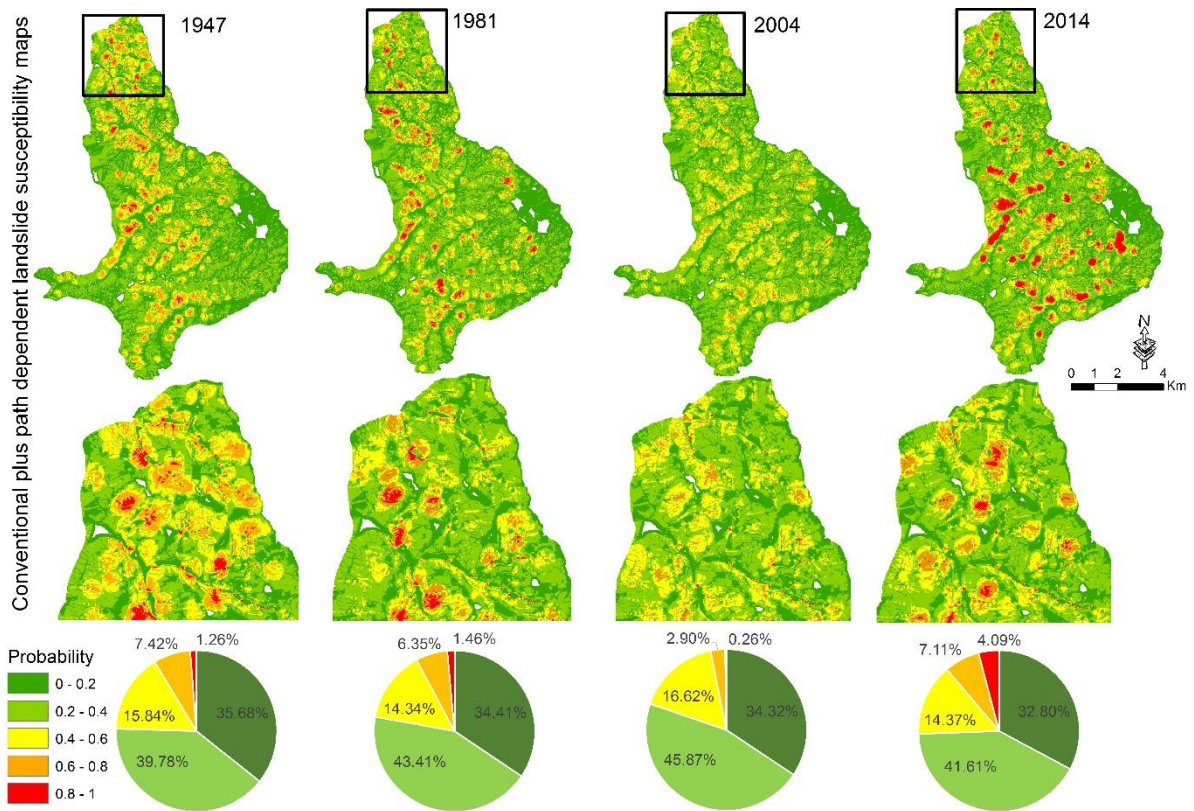 Conventional plus path dependent landslide susceptibility maps
1947
1981
2004
2014
N
0 1 2 4
Km
Probability
0 - 0.2
0.2 - 0.4
0.4 - 0.6
0.6 - 0.8
0.8 - 1
7.42%
1.26%
15.84%
35.68%
39.78%
6.35%
1.46%
14.34%
34.41%
43.41%
2.90%
0.26%
16.62%
34.32%
45.87%
7.11%
4.09%
14.37%
32.80%
41.61%